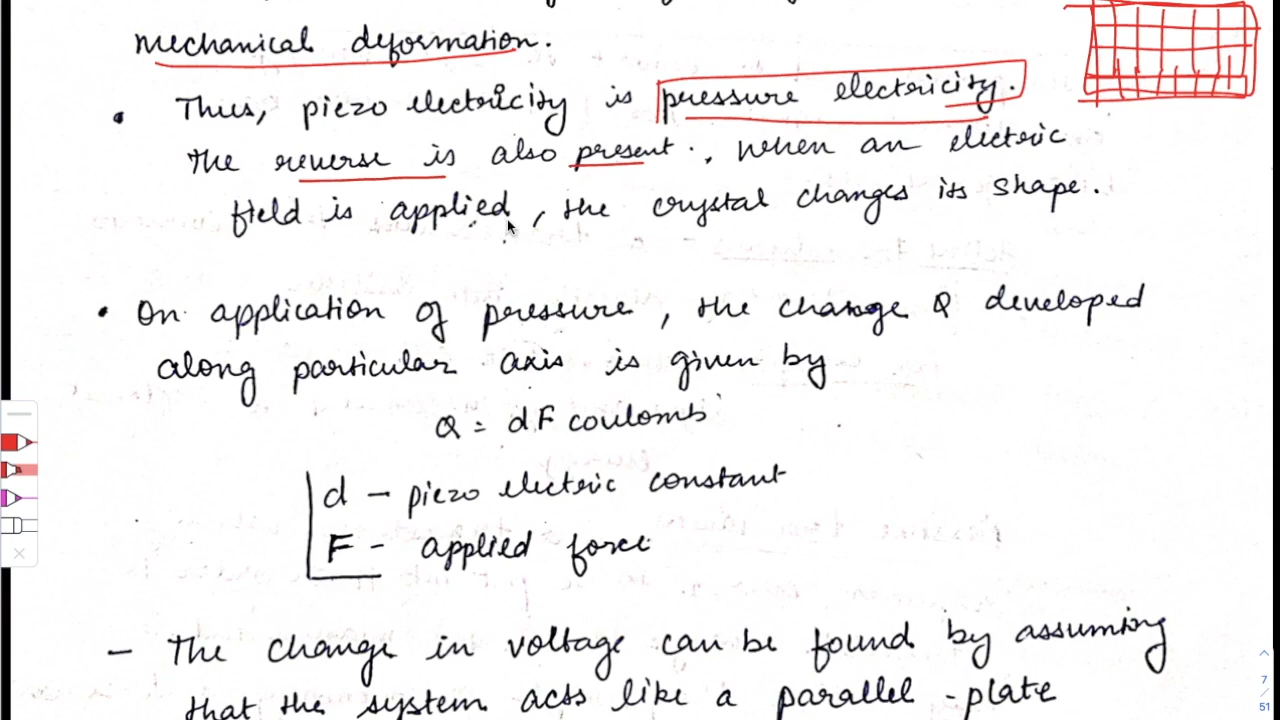 mechanical deformation.
• Thus, piezo electricity is pressure electricity.
The reverse is also present., When an electric
field is applied, the crystal changes its shape.
• On application of pressure, the change Q developed
along particular axis is given by
Q = dF coulombs
d - piezo electric constant
F - applied force
- The change in voltage can be found by assuming
that the system acts like a parallel-plate
7
/
51